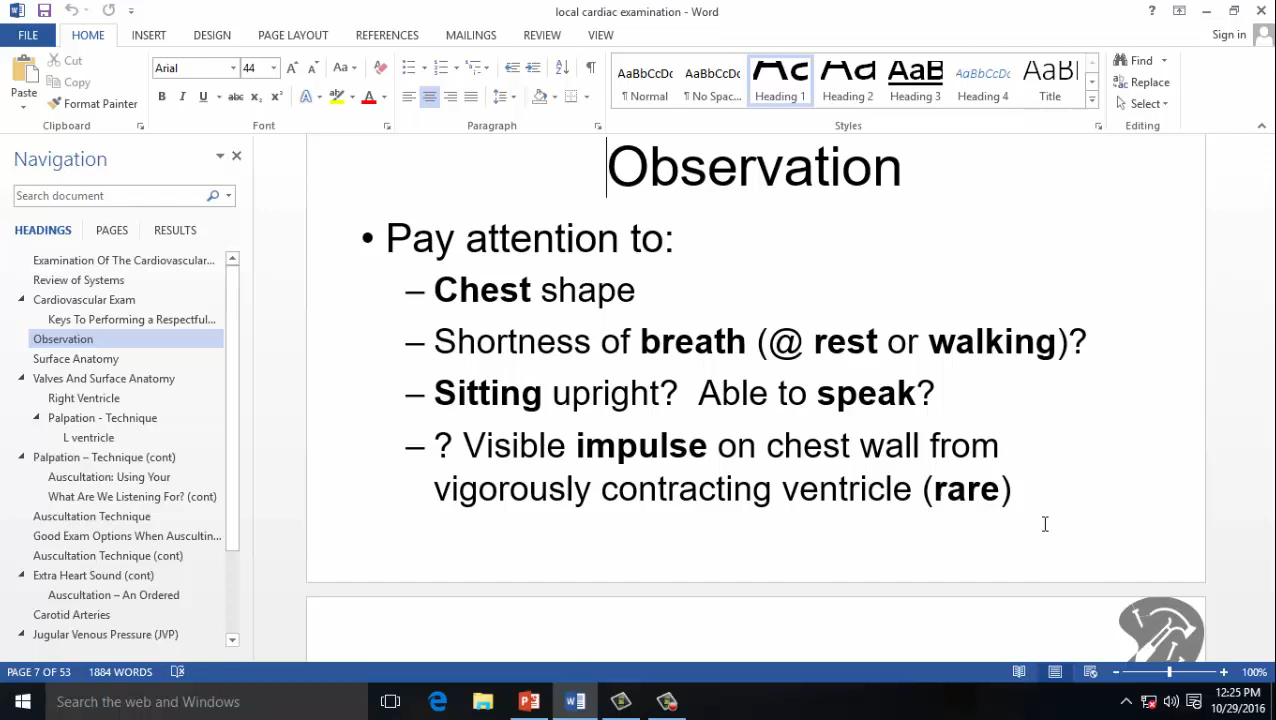 local cardiac examination - Word
?
FILE HOME INSERT DESIGN PAGE LAYOUT REFERENCES MAILINGS REVIEW VIEW Sign in
Paste
Cut
Copy
Format Painter
Clipboard
Arial 44
Aa
B I U abc x₂ x²
A A
Font
Paragraph
AaBbCcDc AaBbCcDc AaBbCcDc AaBbCcDc AaBb
¶ Normal ¶ No Spac... Heading 1 Heading 2 Heading 3 Heading 4 Title
Styles
Find
Replace
Select
Editing
Navigation
Search document
HEADINGS PAGES RESULTS
Examination Of The Cardiovascular...
Review of Systems
Cardiovascular Exam
Keys To Performing a Respectful...
Observation
Surface Anatomy
Valves And Surface Anatomy
Right Ventricle
Palpation - Technique
L ventricle
Palpation – Technique (cont)
Auscultation: Using Your
What Are We Listening For? (cont)
Auscultation Technique
Good Exam Options When Auscultin...
Auscultation Technique (cont)
Extra Heart Sound (cont)
Auscultation – An Ordered
Carotid Arteries
Jugular Venous Pressure (JVP)
Observation
• Pay attention to:
– Chest shape
– Shortness of breath (@ rest or walking)?
– Sitting upright? Able to speak?
– ? Visible impulse on chest wall from
vigorously contracting ventricle (rare)
PAGE 7 OF 53 1884 WORDS 100%
Search the web and Windows
12:25 PM
10/29/2016